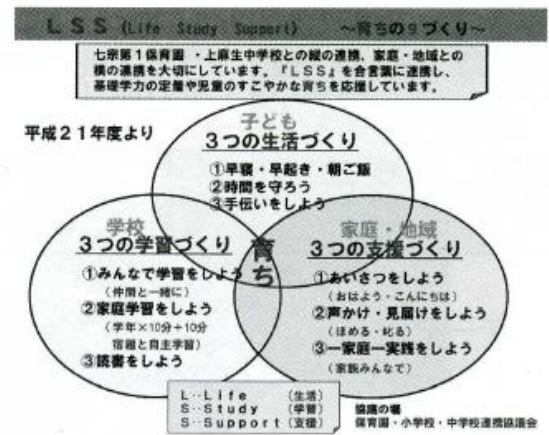 LSS (Life Study Support) ～育ちの9づくり～
七宗第1保育園・上麻生中学校との縦の連携、家庭・地域との
横の連携を大切にしています。『LSS』を合言葉に連携し、
基礎学力の定着や児童のすこやかな育ちを応援しています。
平成21年度より
子ども
3つの生活づくり
①早寝・早起き・朝ご飯
②時間を守ろう
③手伝いをしよう
学校
3つの学習づくり
①みんなで学習をしよう
(仲間と一緒に)
②家庭学習をしよう
(学年×10分+10分
宿題と自主学習)
③読書をしよう
育ち
家庭・地域
3つの支援づくり
①あいさつをしよう
(おはよう・こんにちは)
②声かけ・見届けをしよう
(ほめる・叱る)
③一家庭一実践をしよう
(家族みんなで)
L‥Life (生活)
S‥Study (学習)
S‥Support (支援)
協議の場
保育園・小学校・中学校連携協議会